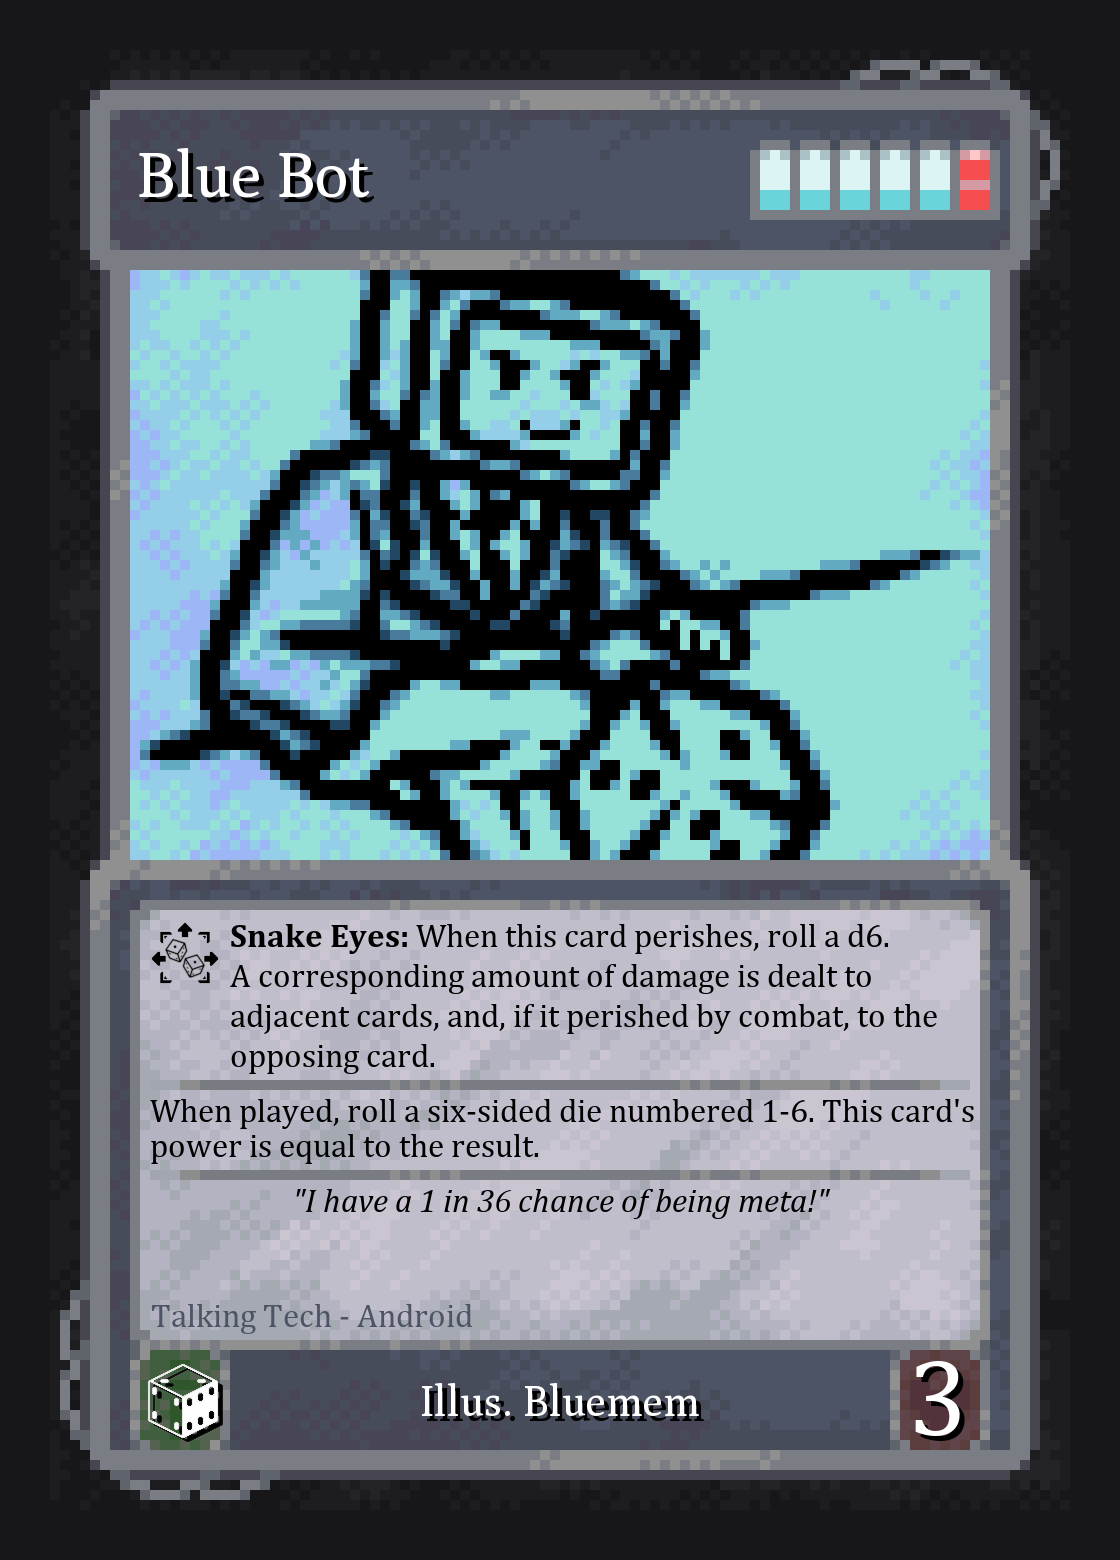 Blue Bot
Snake Eyes: When this card perishes, roll a d6.
A corresponding amount of damage is dealt to
adjacent cards, and, if it perished by combat, to the
opposing card.
When played, roll a six-sided die numbered 1-6. This card's
power is equal to the result.
"I have a 1 in 36 chance of being meta!"
Talking Tech - Android
Illus. Bluemem
3